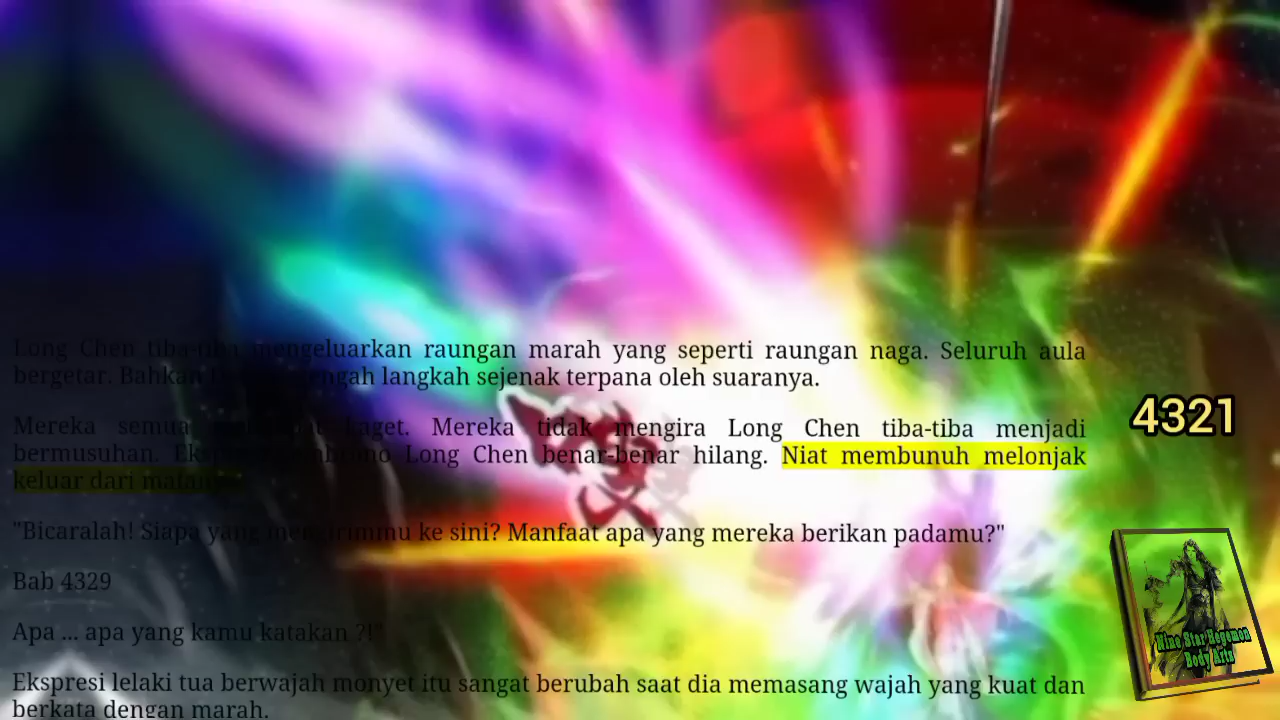 Long Chen tiba-tiba mengeluarkan raungan marah yang seperti raungan naga. Seluruh aula
bergetar. Bahkan setengah langkah sejenak terpana oleh suaranya.
Mereka semua kaget. Mereka tidak mengira Long Chen tiba-tiba menjadi
bermusuhan. Long Chen benar-benar hilang. Niat membunuh melonjak
keluar dari
"Bicaralah! Siapa yang mengirimmu ke sini? Manfaat apa yang mereka berikan padamu?"
Bab 4329
Apa ... apa yang kamu katakan ?!"
Ekspresi lelaki tua berwajah monyet itu sangat berubah saat dia memasang wajah yang kuat dan
berkata dengan marah.
4321
Nine Star Hegemon
Body Arts